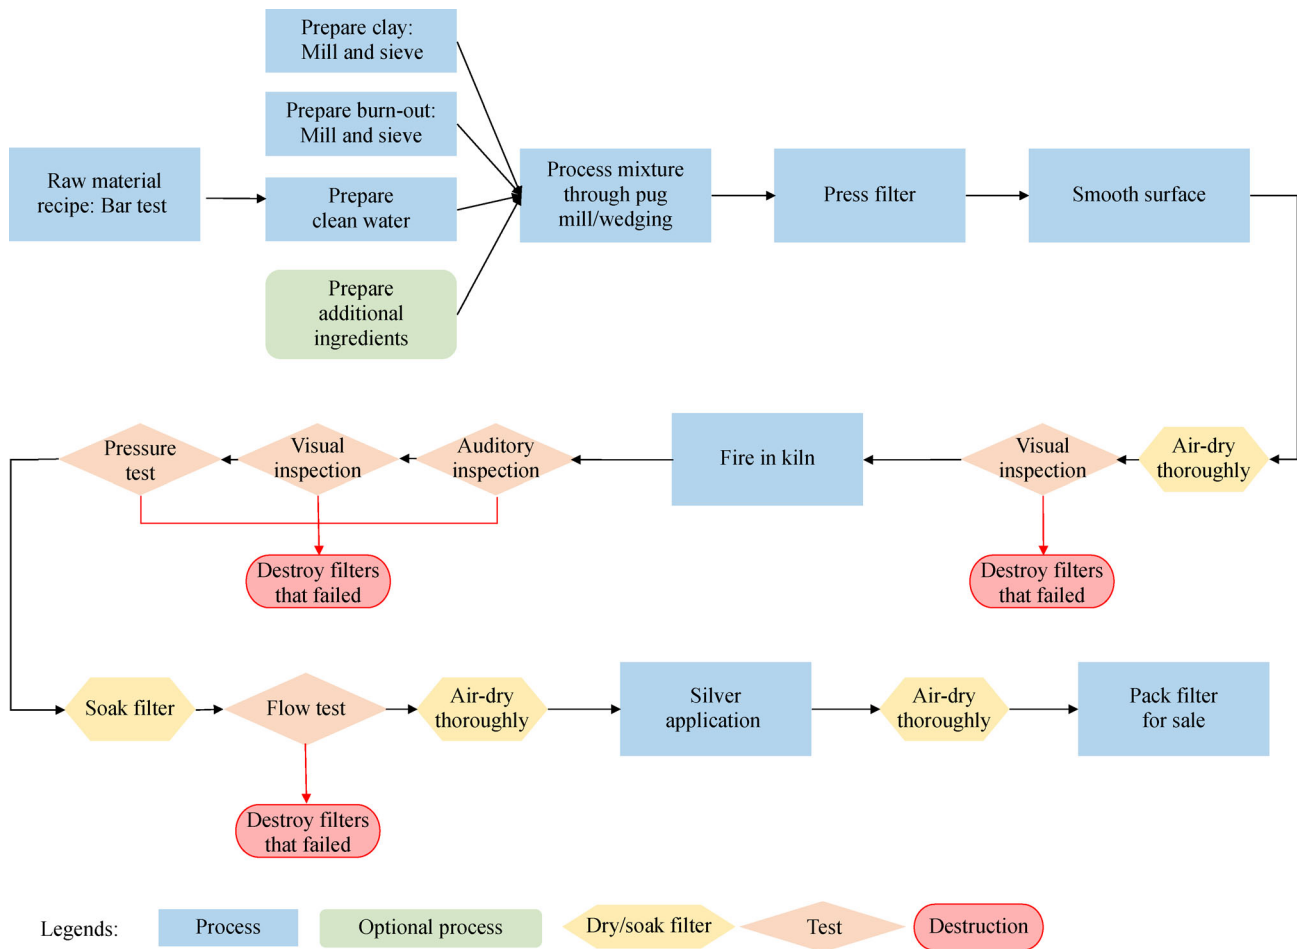 Prepare clay:
Mill and sieve
Prepare burn-out:
Mill and sieve
Raw material
recipe: Bar test
Prepare
clean water
Prepare
additional
ingredients
Process mixture
through pug
mill/wedging
Press filter
Smooth surface
Air-dry
thoroughly
Visual
inspection
Destroy filters
that failed
Fire in kiln
Auditory
inspection
Visual
inspection
Pressure
test
Destroy filters
that failed
Soak filter
Flow test
Destroy filters
that failed
Air-dry
thoroughly
Silver
application
Air-dry
thoroughly
Pack filter
for sale
Legends:
Process
Optional process
Dry/soak filter
Test
Destruction